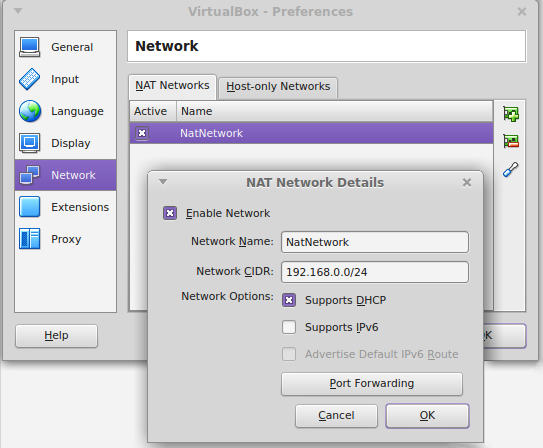 VirtualBox - Preferences
General
Input
Language
Display
Network
Extensions
Proxy
Network
NAT Networks Host-only Networks
Active Name
NatNetwork
NAT Network Details
Enable Network
Network Name: NatNetwork
Network CIDR: 192.168.0.0/24
Network Options: Supports DHCP
Supports IPv6
Advertise Default IPv6 Route
Port Forwarding
Cancel OK
Help